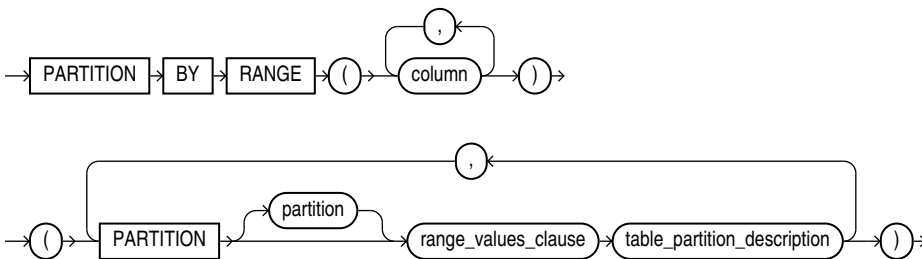 ,
PARTITION BY RANGE ( column )
,
partition
( PARTITION range_values_clause table_partition_description )